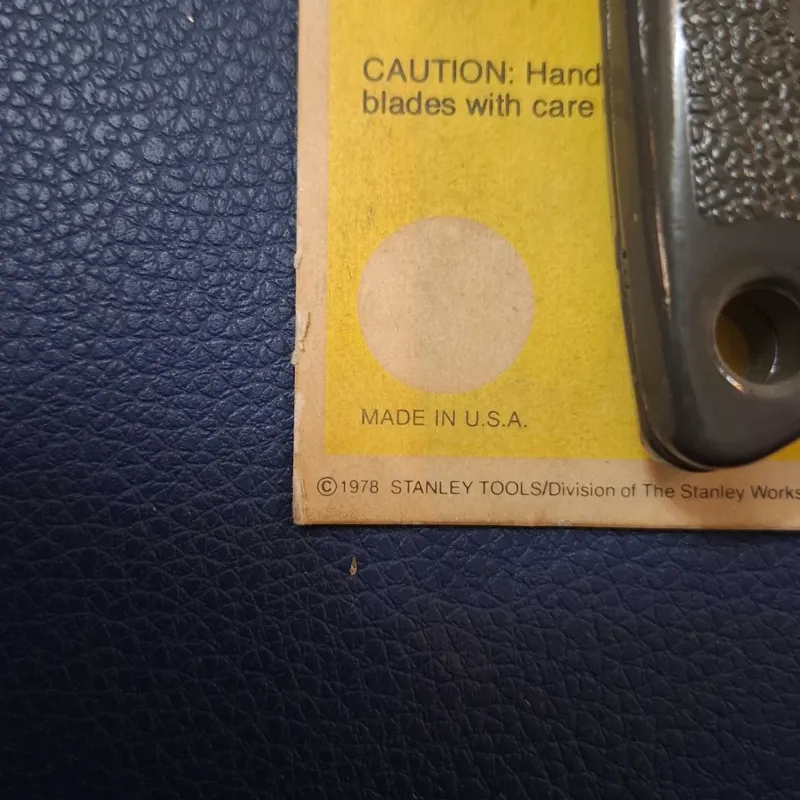 CAUTION: Hand
blades with care
MADE IN U.S.A.
©1978 STANLEY TOOLS/Division of The Stanley Works